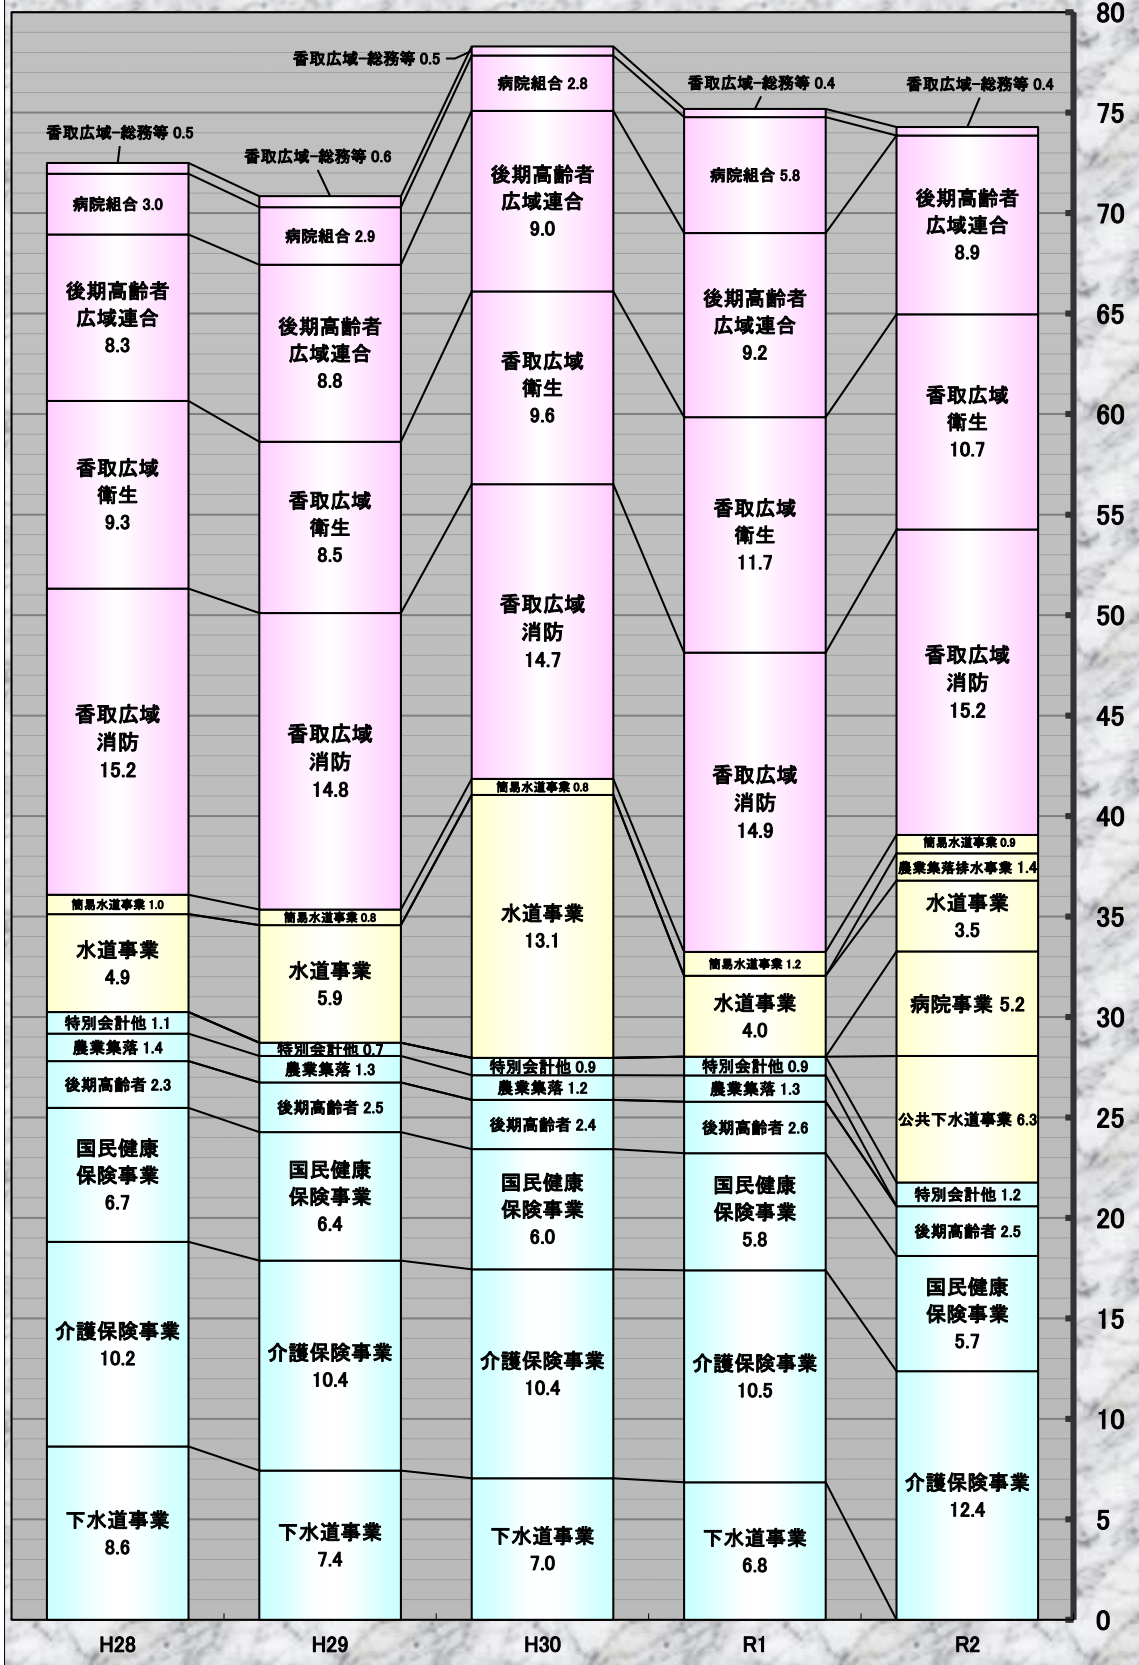 80
75
70
65
60
55
50
45
40
35
30
25
20
15
10
5
0
香取広域-総務等 0.5
病院組合 3.0
後期高齢者
広域連合
8.3
香取広域
衛生
9.3
香取広域
消防
15.2
簡易水道事業 1.0
水道事業
4.9
特別会計他 1.1
農業集落 1.4
後期高齢者 2.3
国民健康
保険事業
6.7
介護保険事業
10.2
下水道事業
8.6
H28
香取広域-総務等 0.6
病院組合 2.9
後期高齢者
広域連合
8.8
香取広域
衛生
8.5
香取広域
消防
14.8
簡易水道事業 0.8
水道事業
5.9
特別会計他 0.7
農業集落 1.3
後期高齢者 2.5
国民健康
保険事業
6.4
介護保険事業
10.4
下水道事業
7.4
H29
香取広域-総務等 0.5
病院組合 2.8
後期高齢者
広域連合
9.0
香取広域
衛生
9.6
香取広域
消防
14.7
簡易水道事業 0.8
水道事業
13.1
特別会計他 0.9
農業集落 1.2
後期高齢者 2.4
国民健康
保険事業
6.0
介護保険事業
10.4
下水道事業
7.0
H30
香取広域-総務等 0.4
病院組合 5.8
後期高齢者
広域連合
9.2
香取広域
衛生
11.7
香取広域
消防
14.9
簡易水道事業 1.2
水道事業
4.0
特別会計他 0.9
農業集落 1.3
後期高齢者 2.6
国民健康
保険事業
5.8
介護保険事業
10.5
下水道事業
6.8
R1
香取広域-総務等 0.4
後期高齢者
広域連合
8.9
香取広域
衛生
10.7
香取広域
消防
15.2
簡易水道事業 0.9
農業集落排水事業 1.4
水道事業
3.5
病院事業 5.2
公共下水道事業 6.3
特別会計他 1.2
後期高齢者 2.5
国民健康
保険事業
5.7
介護保険事業
12.4
R2